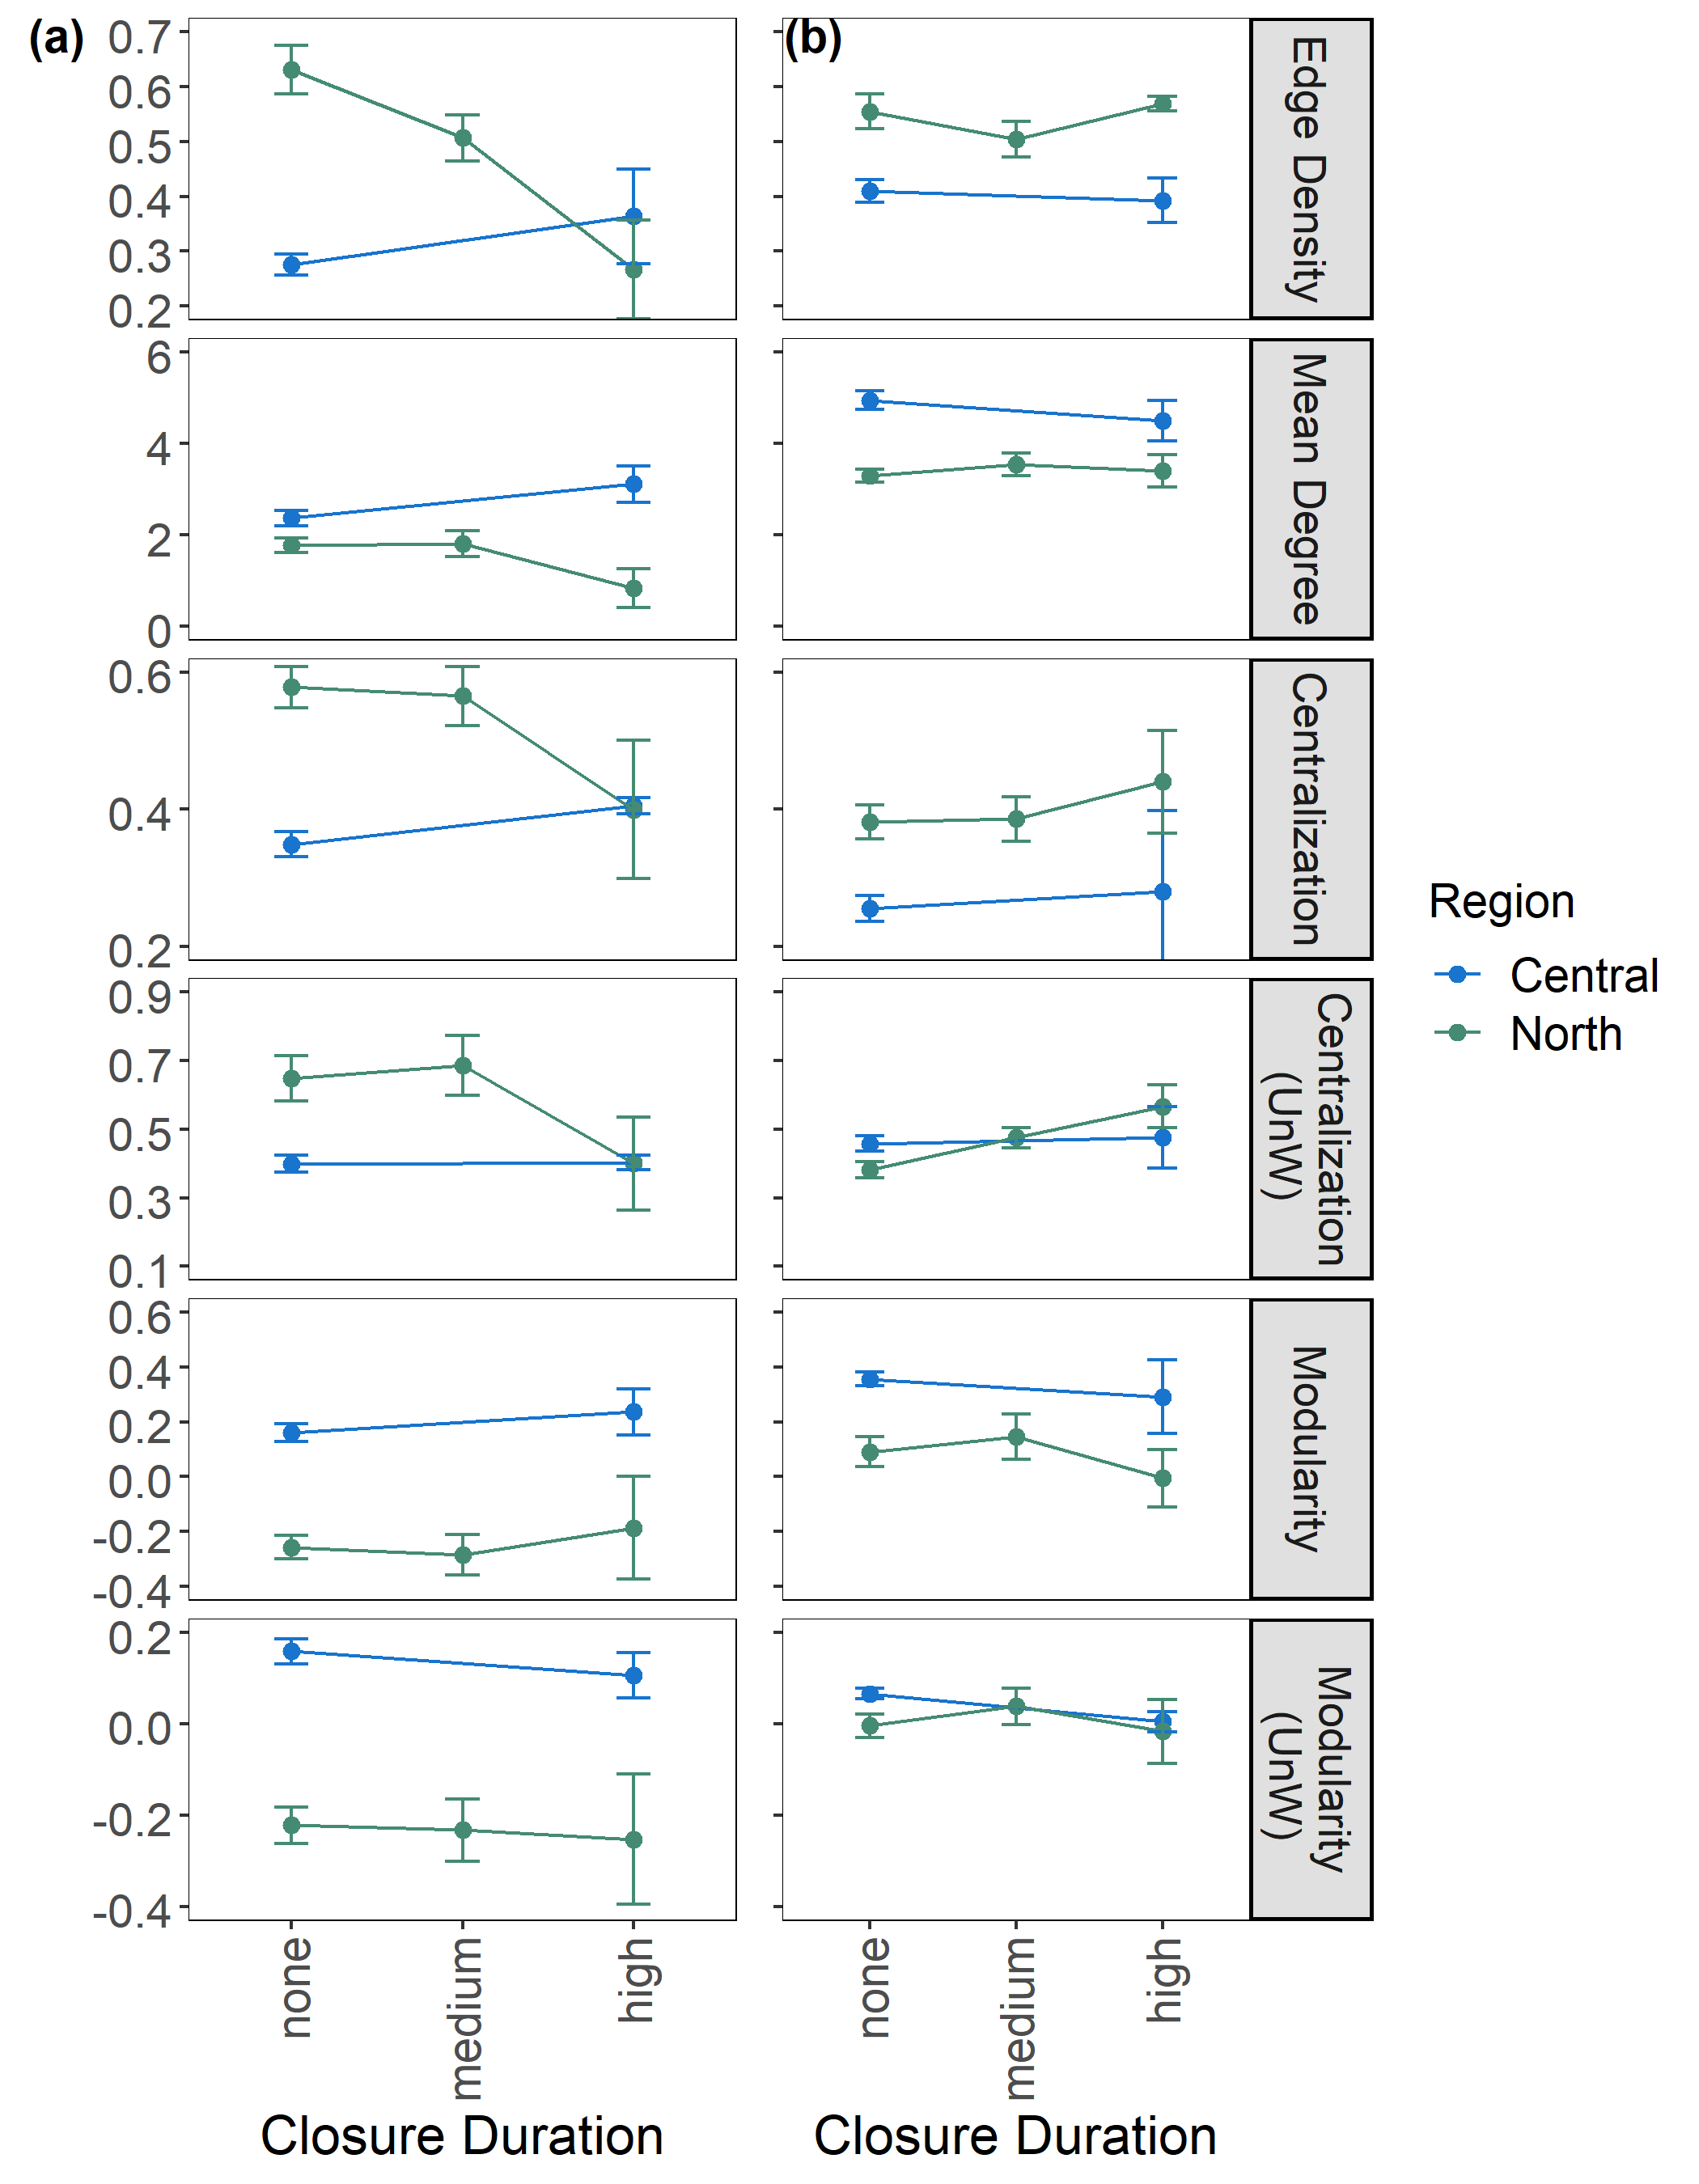 (a)
(b)
0.7
0.6
0.5
0.4
0.3
0.2
Edge Density
6
4
2
0
Mean Degree
0.6
0.4
0.2
Centralization
0.9
0.7
0.5
0.3
0.1
Centralization
(UnW)
0.6
0.4
0.2
0.0
-0.2
-0.4
Modularity
0.2
0.0
-0.2
-0.4
Modularity
(UnW)
none
medium
high
none
medium
high
Closure Duration
Closure Duration
Region
Central
North